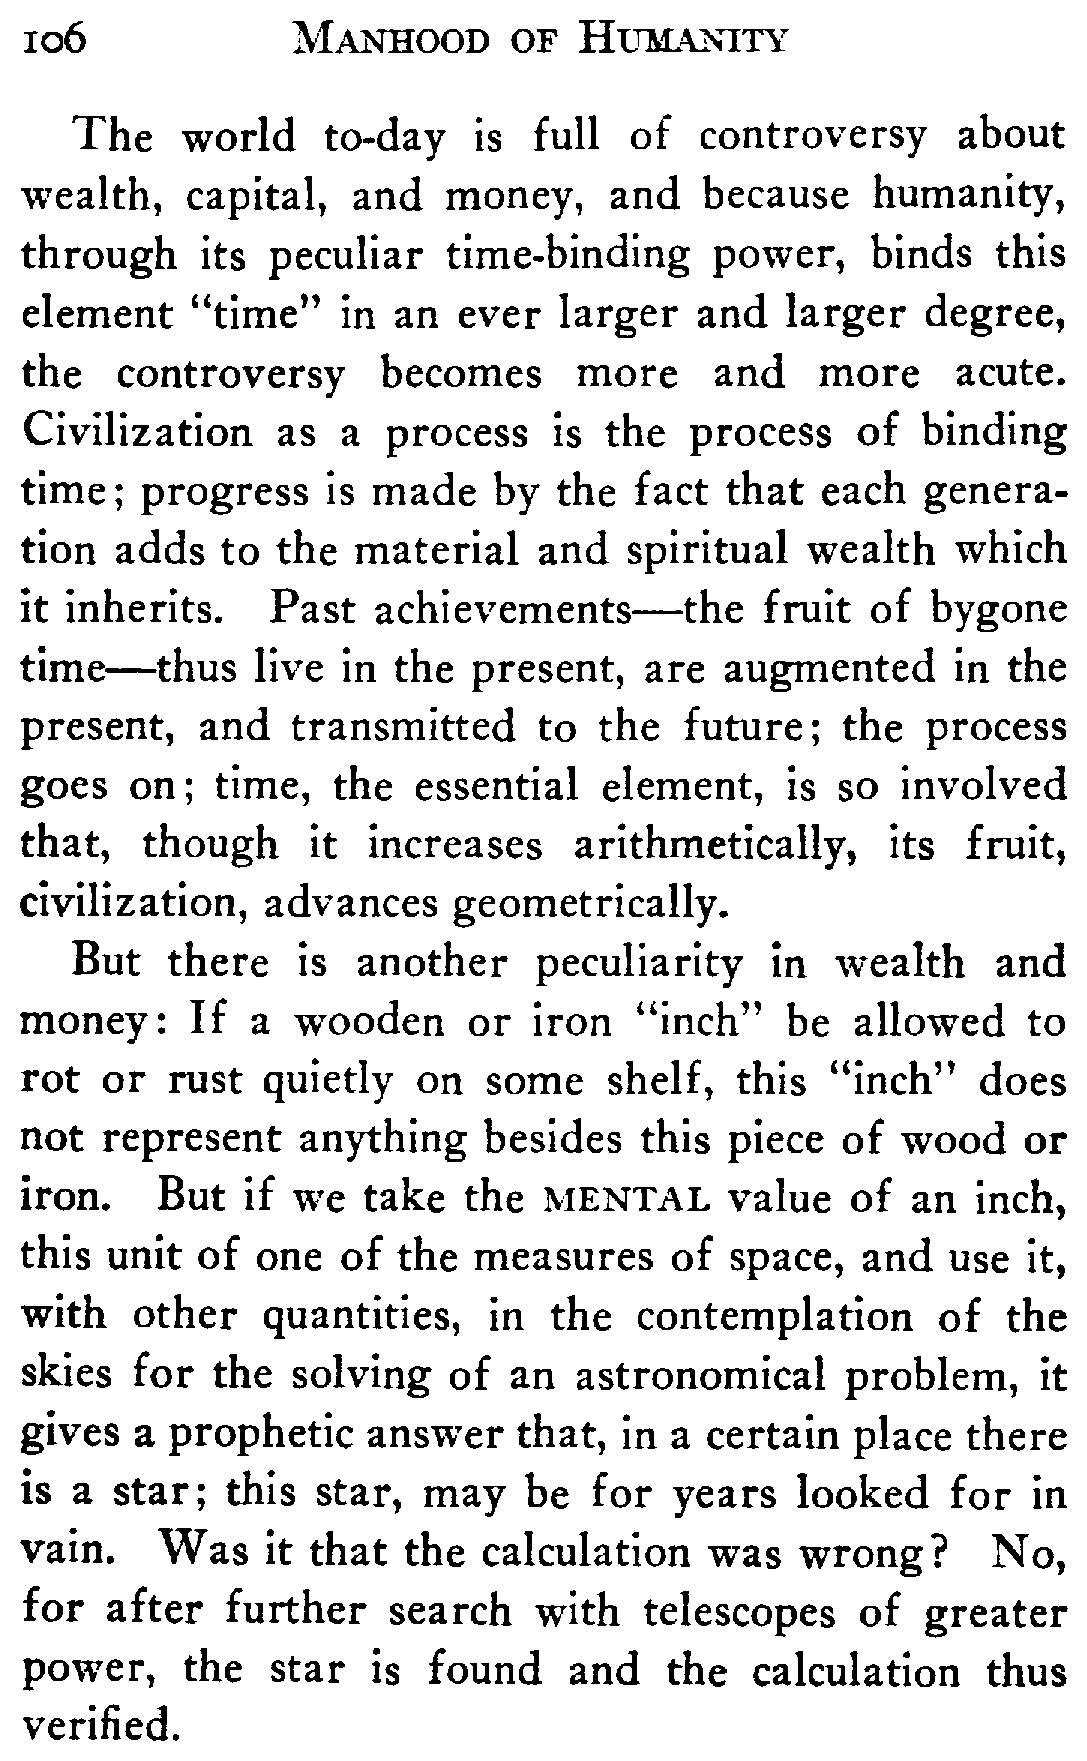 106 MANHOOD OF HUMANITY
The world to-day is full of controversy about
wealth, capital, and money, and because humanity,
through its peculiar time-binding power, binds this
element "time" in an ever larger and larger degree,
the controversy becomes more and more acute.
Civilization as a process is the process of binding
time; progress is made by the fact that each genera-
tion adds to the material and spiritual wealth which
it inherits. Past achievements—the fruit of bygone
time—thus live in the present, are augmented in the
present, and transmitted to the future; the process
goes on; time, the essential element, is so involved
that, though it increases arithmetically, its fruit,
civilization, advances geometrically.
But there is another peculiarity in wealth and
money: If a wooden or iron "inch" be allowed to
rot or rust quietly on some shelf, this "inch" does
not represent anything besides this piece of wood or
iron. But if we take the MENTAL value of an inch,
this unit of one of the measures of space, and use it,
with other quantities, in the contemplation of the
skies for the solving of an astronomical problem, it
gives a prophetic answer that, in a certain place there
is a star; this star, may be for years looked for in
vain. Was it that the calculation was wrong? No,
for after further search with telescopes of greater
power, the star is found and the calculation thus
verified.